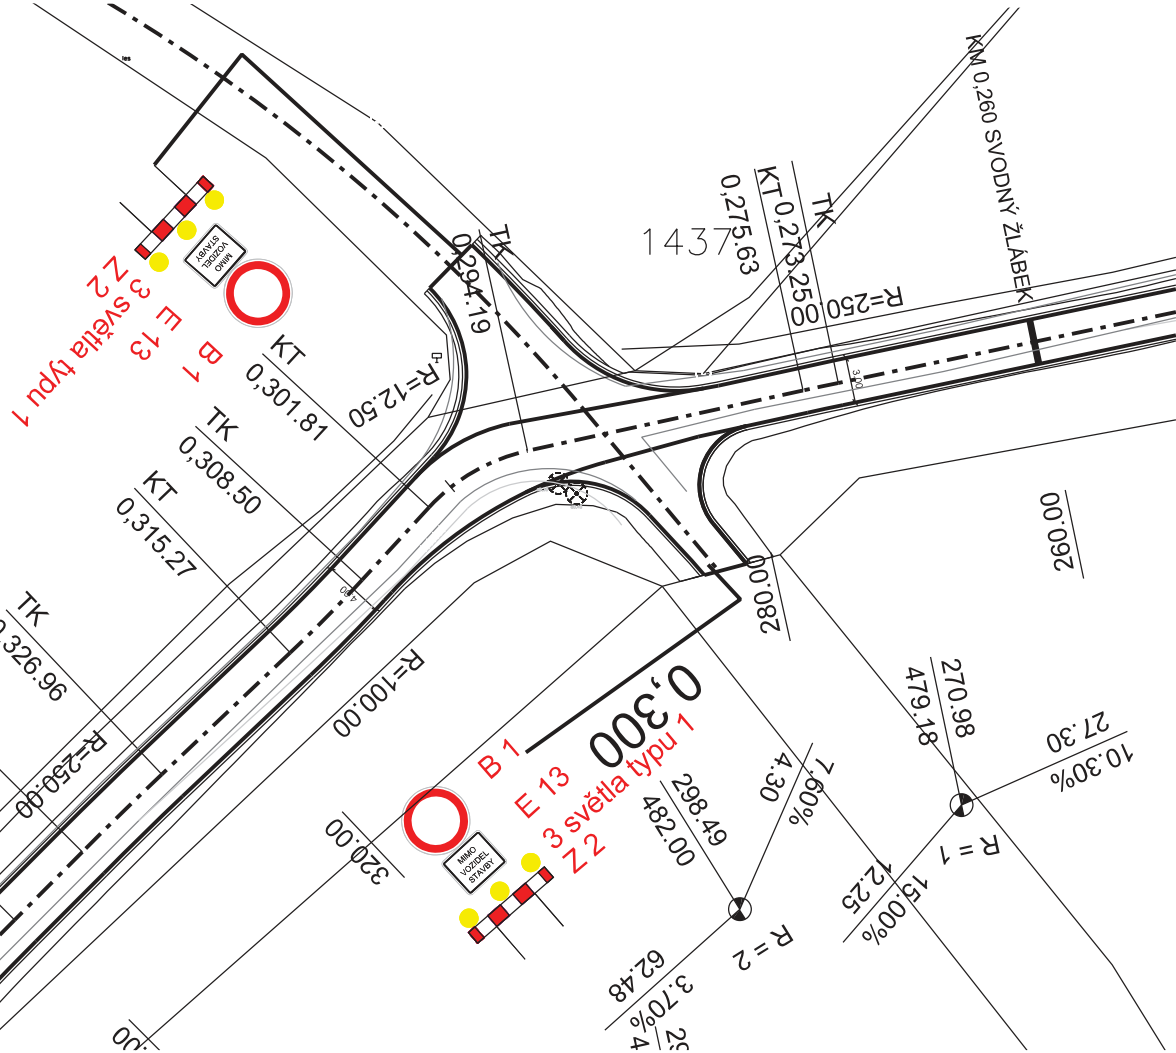 KM 0,260 SVODNÝ ŽLÁBEK
1437
TK
0,294.19
KT
0,275.63
TK
0,273.25
R=250.00
MIMO
VOZIDEL
STAVBY
Z 2
3 světla typu 1
E 13
B 1
KT
0,301.81
R=12.50
3.00
TK
0,308.50
KT
0,315.27
4.00
TK
0,326.96
R=250.00
R=100.00
260.00
280.00
0,300
B 1
E 13
3 světla typu 1
Z 2
MIMO
VOZIDEL
STAVBY
320.00
270.98
479.18
27.30
10.30%
R = 1
12.25
15.00%
298.49
482.00
4.30
7.60%
R = 2
62.48
3.70%